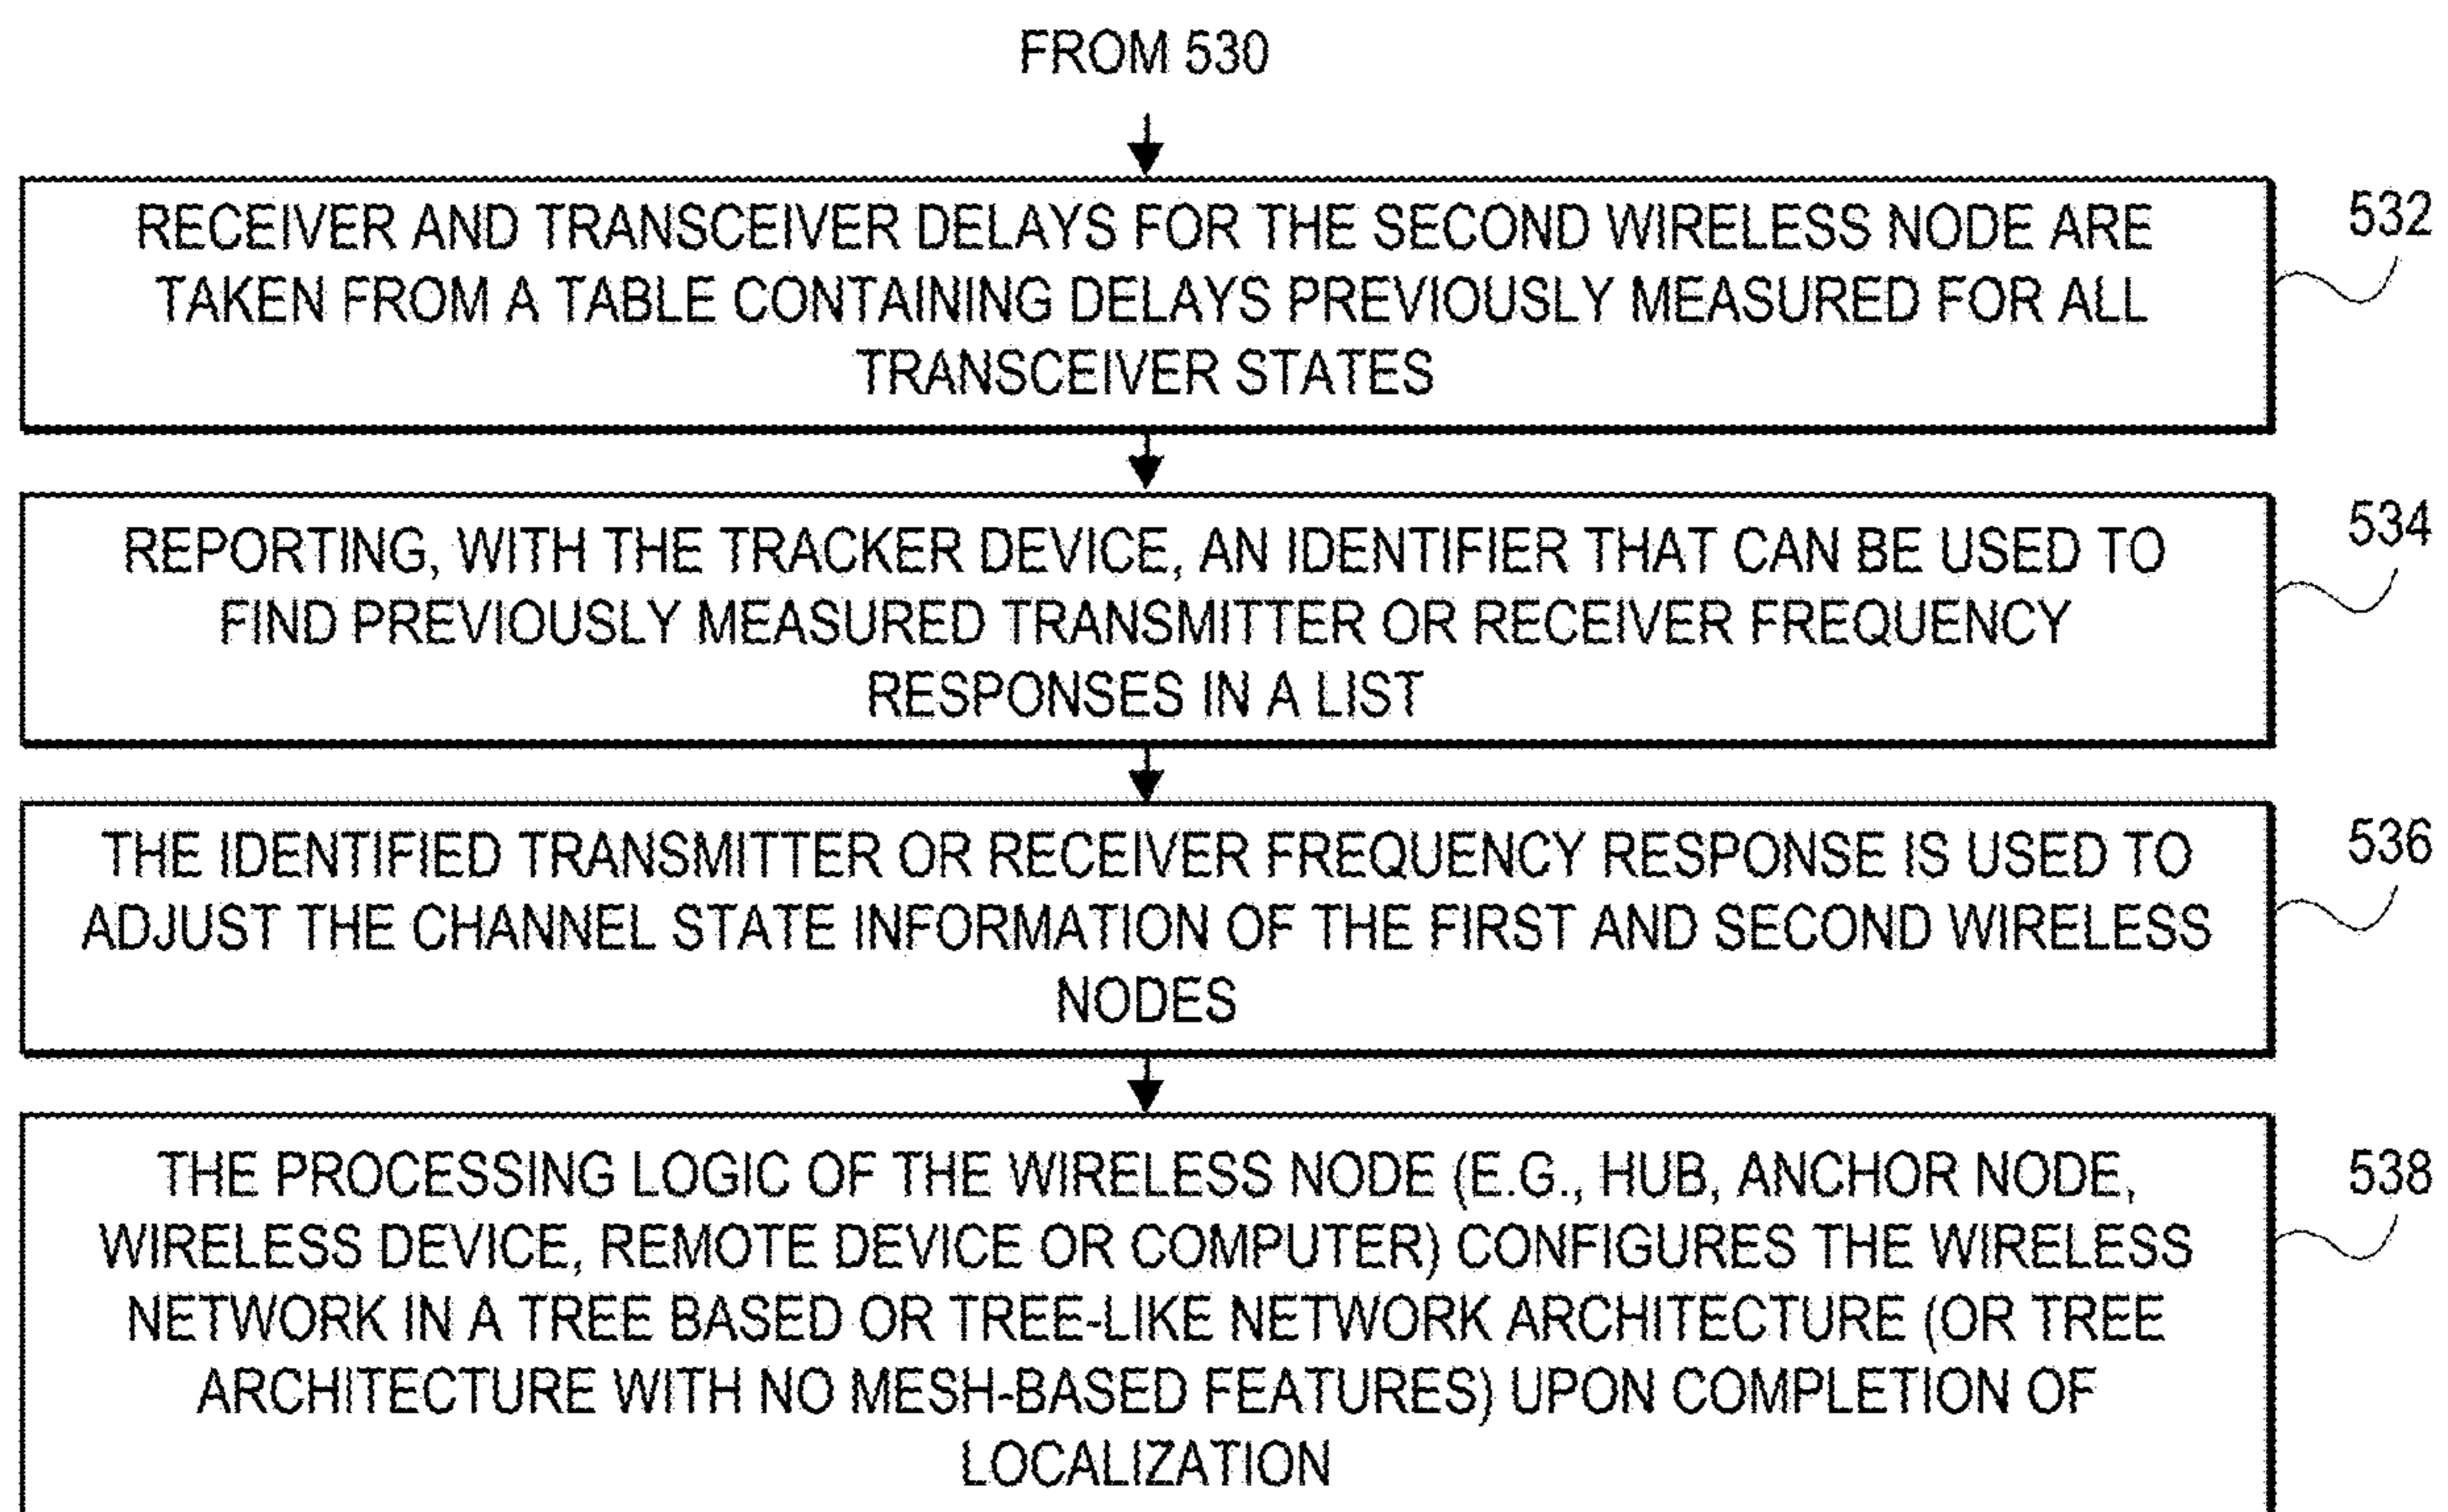 FROM 530
RECEIVER AND TRANSCEIVER DELAYS FOR THE SECOND WIRELESS NODE ARE
TAKEN FROM A TABLE CONTAINING DELAYS PREVIOUSLY MEASURED FOR ALL
TRANSCEIVER STATES
532
REPORTING, WITH THE TRACKER DEVICE, AN IDENTIFIER THAT CAN BE USED TO
FIND PREVIOUSLY MEASURED TRANSMITTER OR RECEIVER FREQUENCY
RESPONSES IN A LIST
534
THE IDENTIFIED TRANSMITTER OR RECEIVER FREQUENCY RESPONSE IS USED TO
ADJUST THE CHANNEL STATE INFORMATION OF THE FIRST AND SECOND WIRELESS
NODES
536
THE PROCESSING LOGIC OF THE WIRELESS NODE (E.G., HUB, ANCHOR NODE,
WIRELESS DEVICE, REMOTE DEVICE OR COMPUTER) CONFIGURES THE WIRELESS
NETWORK IN A TREE BASED OR TREE-LIKE NETWORK ARCHITECTURE (OR TREE
ARCHITECTURE WITH NO MESH-BASED FEATURES) UPON COMPLETION OF
LOCALIZATION
538